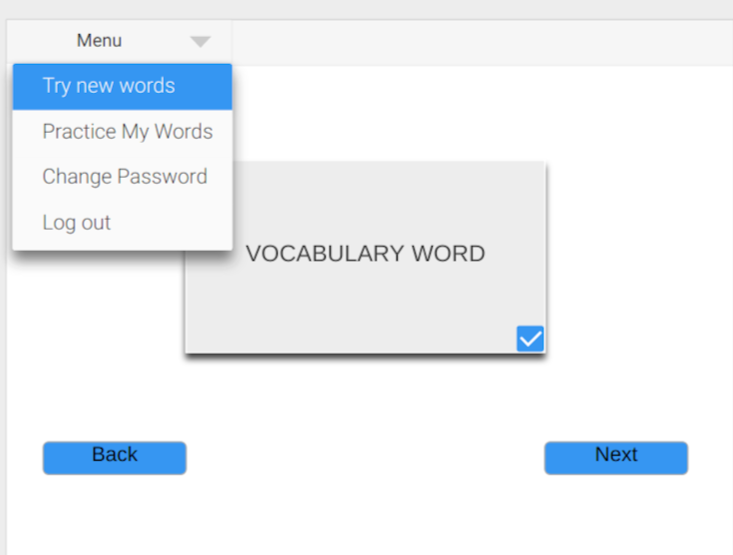 Menu
Try new words
Practice My Words
Change Password
Log out
VOCABULARY WORD
Back
Next